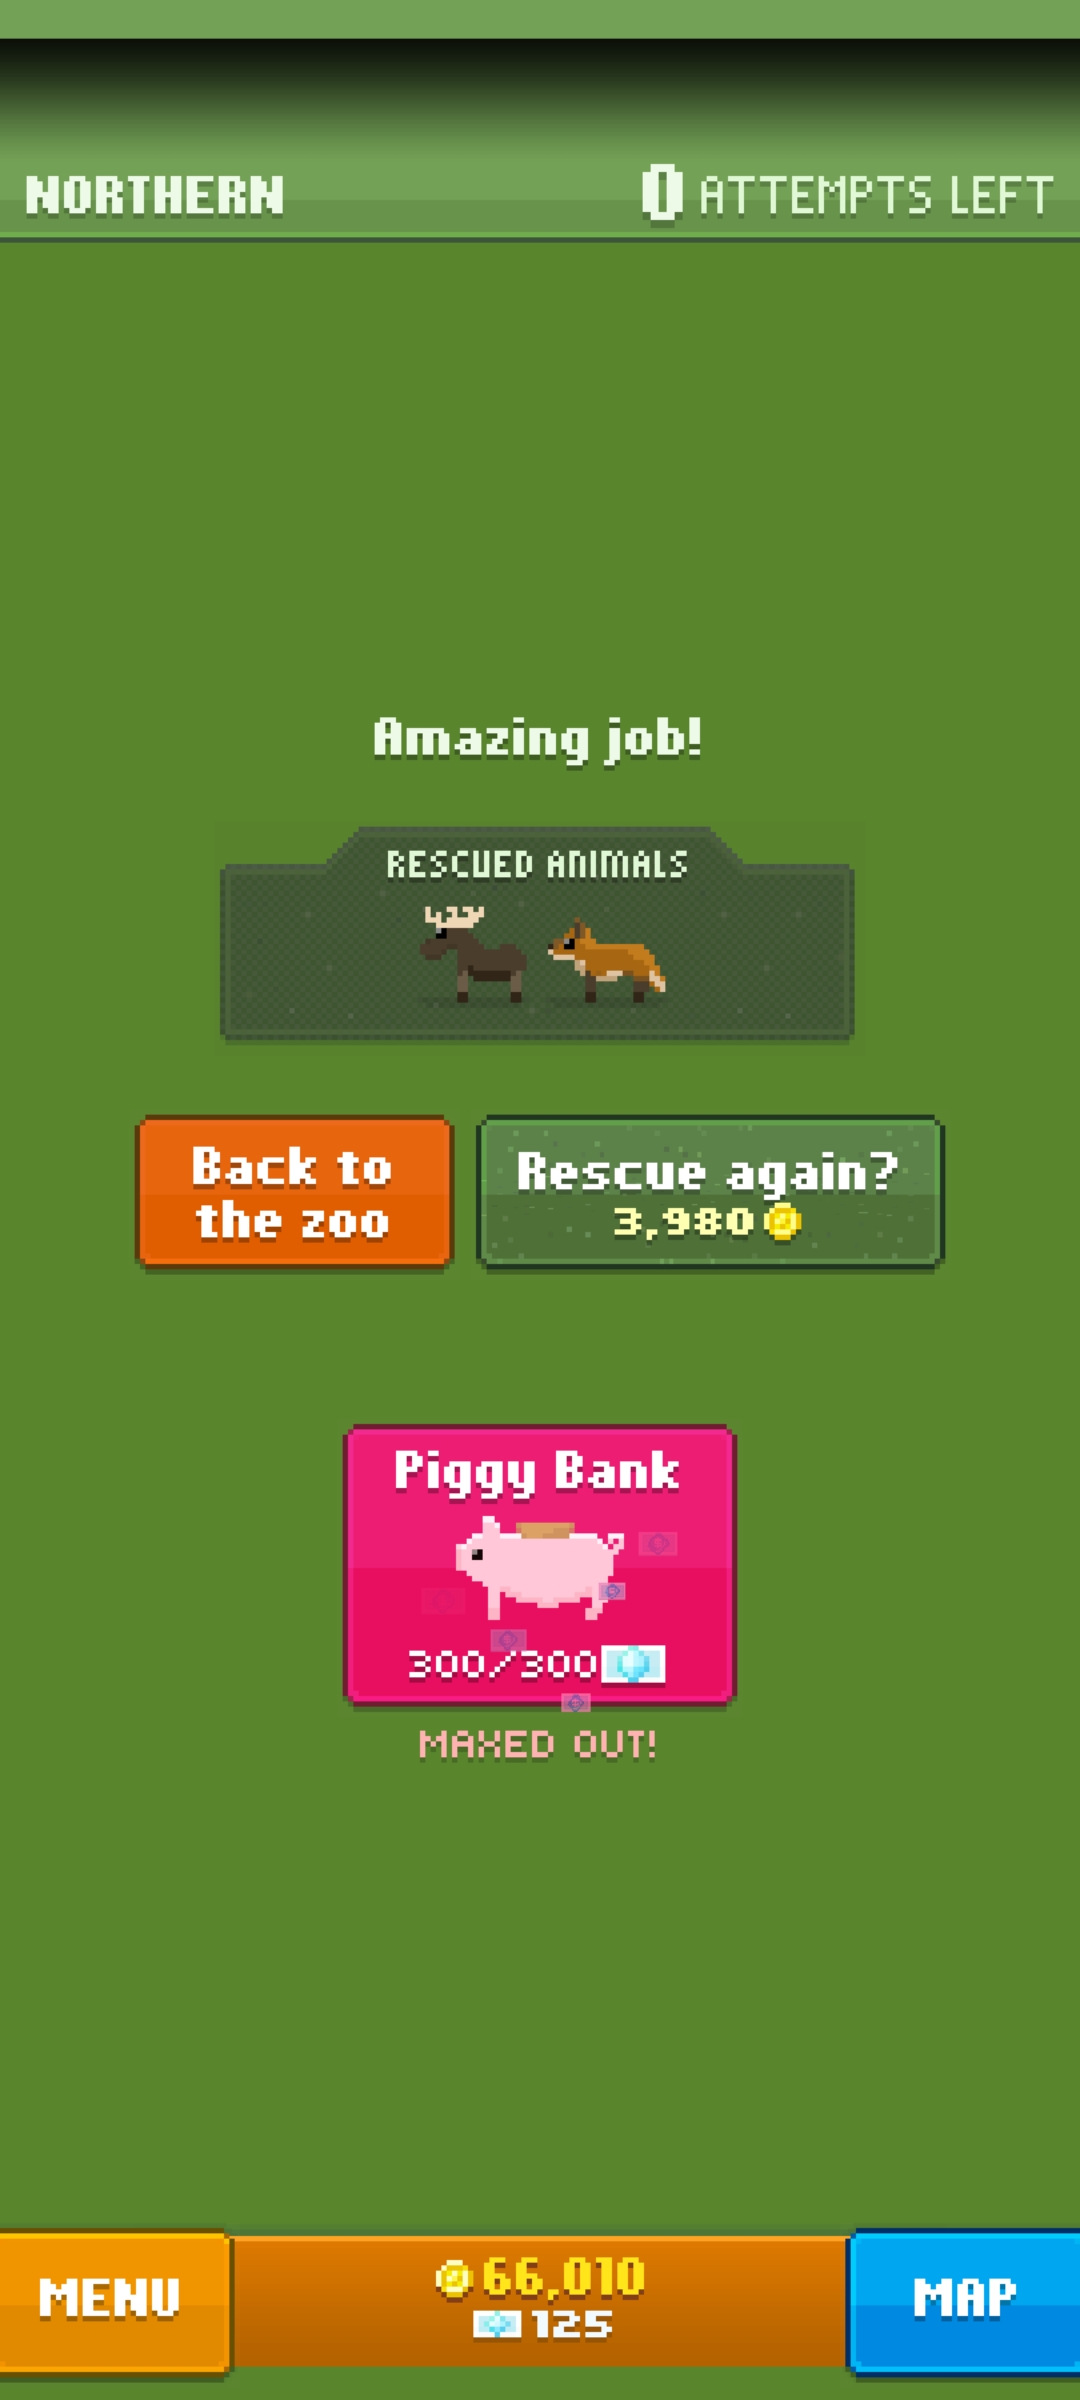 NORTHERN
0 ATTEMPTS LEFT
Amazing job!
RESCUED ANIMALS
Back to
the zoo
Rescue again?
3,980
Piggy Bank
300/300
MAXED OUT!
MENU
66,010
125
MAP